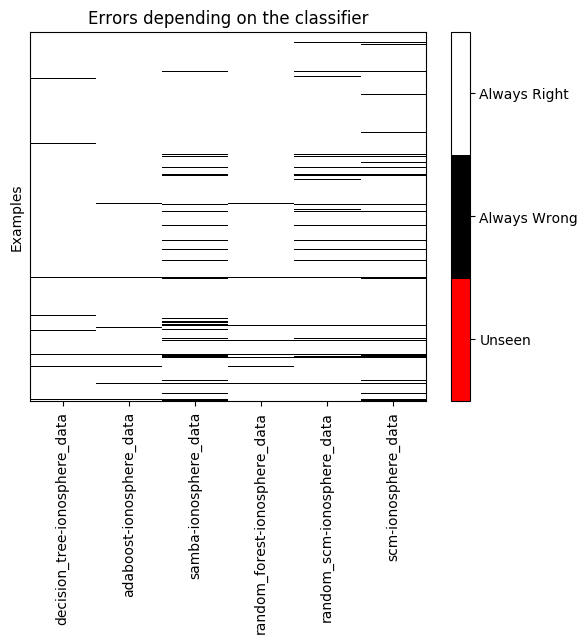 Errors depending on the classifier
Examples
Always Right
Always Wrong
Unseen
decision_tree-ionosphere_data
adaboost-ionosphere_data
samba-ionosphere_data
random_forest-ionosphere_data
random_scm-ionosphere_data
scm-ionosphere_data